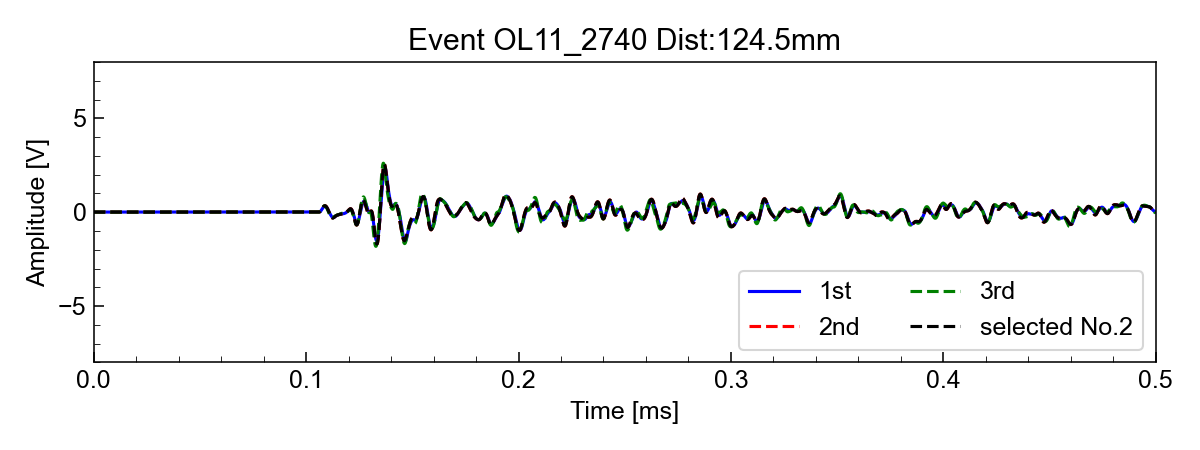 Event OL11_2740 Dist:124.5mm
Amplitude [V]
5
0
−5
1st
2nd
3rd
selected No.2
0.0 0.1 0.2 0.3 0.4 0.5
Time [ms]